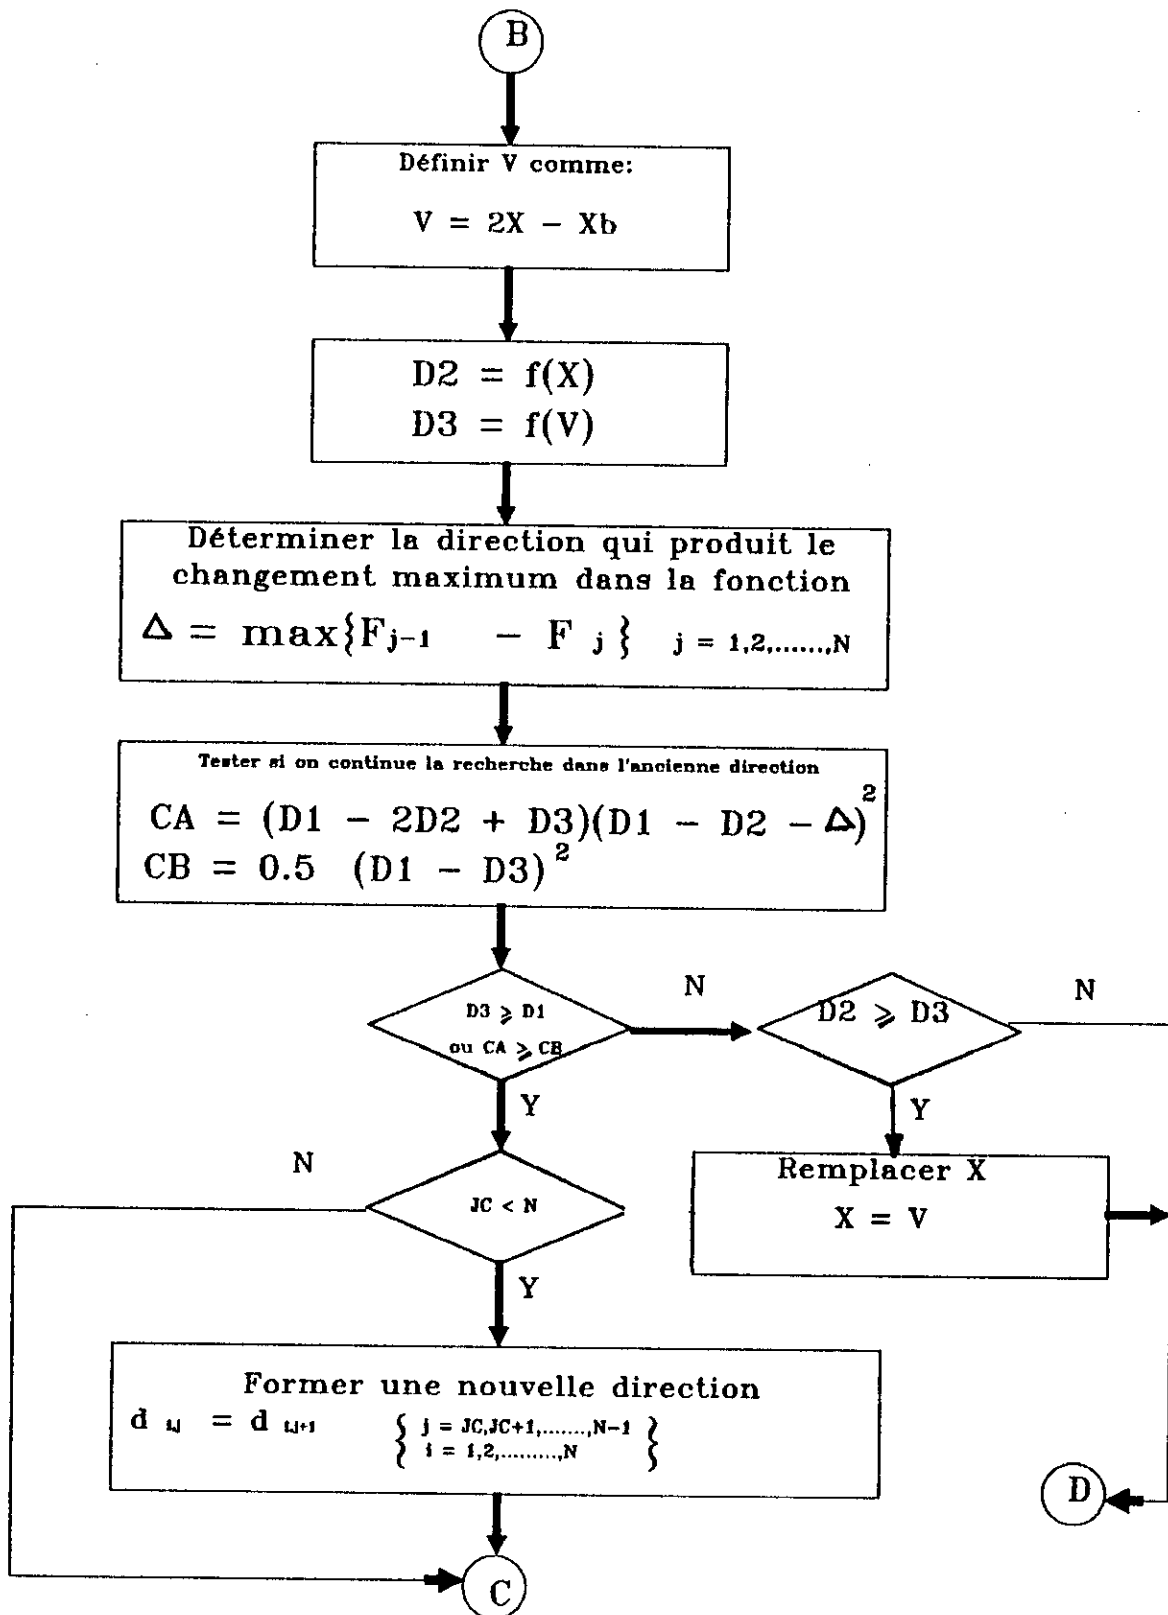 B
Définir V comme:
V = 2X - Xb
D2 = f(X)
D3 = f(V)
Déterminer la direction qui produit le
changement maximum dans la fonction
Δ = max{F j-1 - F j } j = 1,2,.......,N
Tester si on continue la recherche dans l'ancienne direction
CA = (D1 - 2D2 + D3)(D1 - D2 - Δ)²
CB = 0.5 (D1 - D3)²
D3 ⩾ D1
ou CA ⩾ CB
N
D2 ⩾ D3
N
Y
Y
N
JC < N
Remplacer X
X = V
Y
Former une nouvelle direction
d i,j = d i,j+1 { j = JC,JC+1,.......,N-1 }
{ i = 1,2,.........,N }
D
C